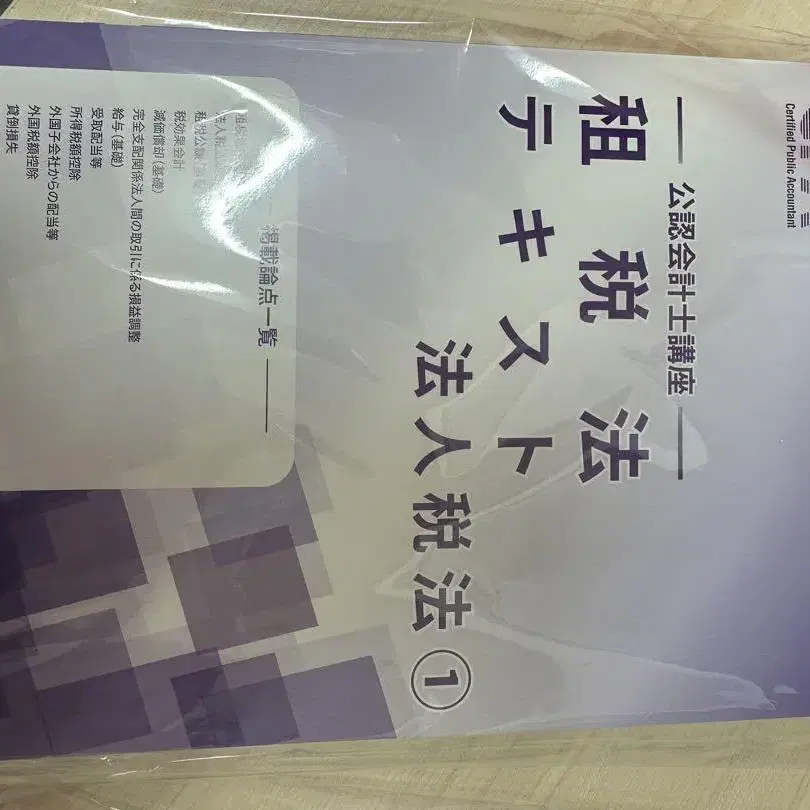 Certified Public Accountant
公認会計士講座
租税法
テキスト
法人税法①
掲載論点一覧
税効果会計
減価償却(基礎)
完全支配関係法人間の取引に係る損益調整
給与(基礎)
受取配当等
所得税額控除
外国子会社からの配当等
外国税額控除
貸倒損失